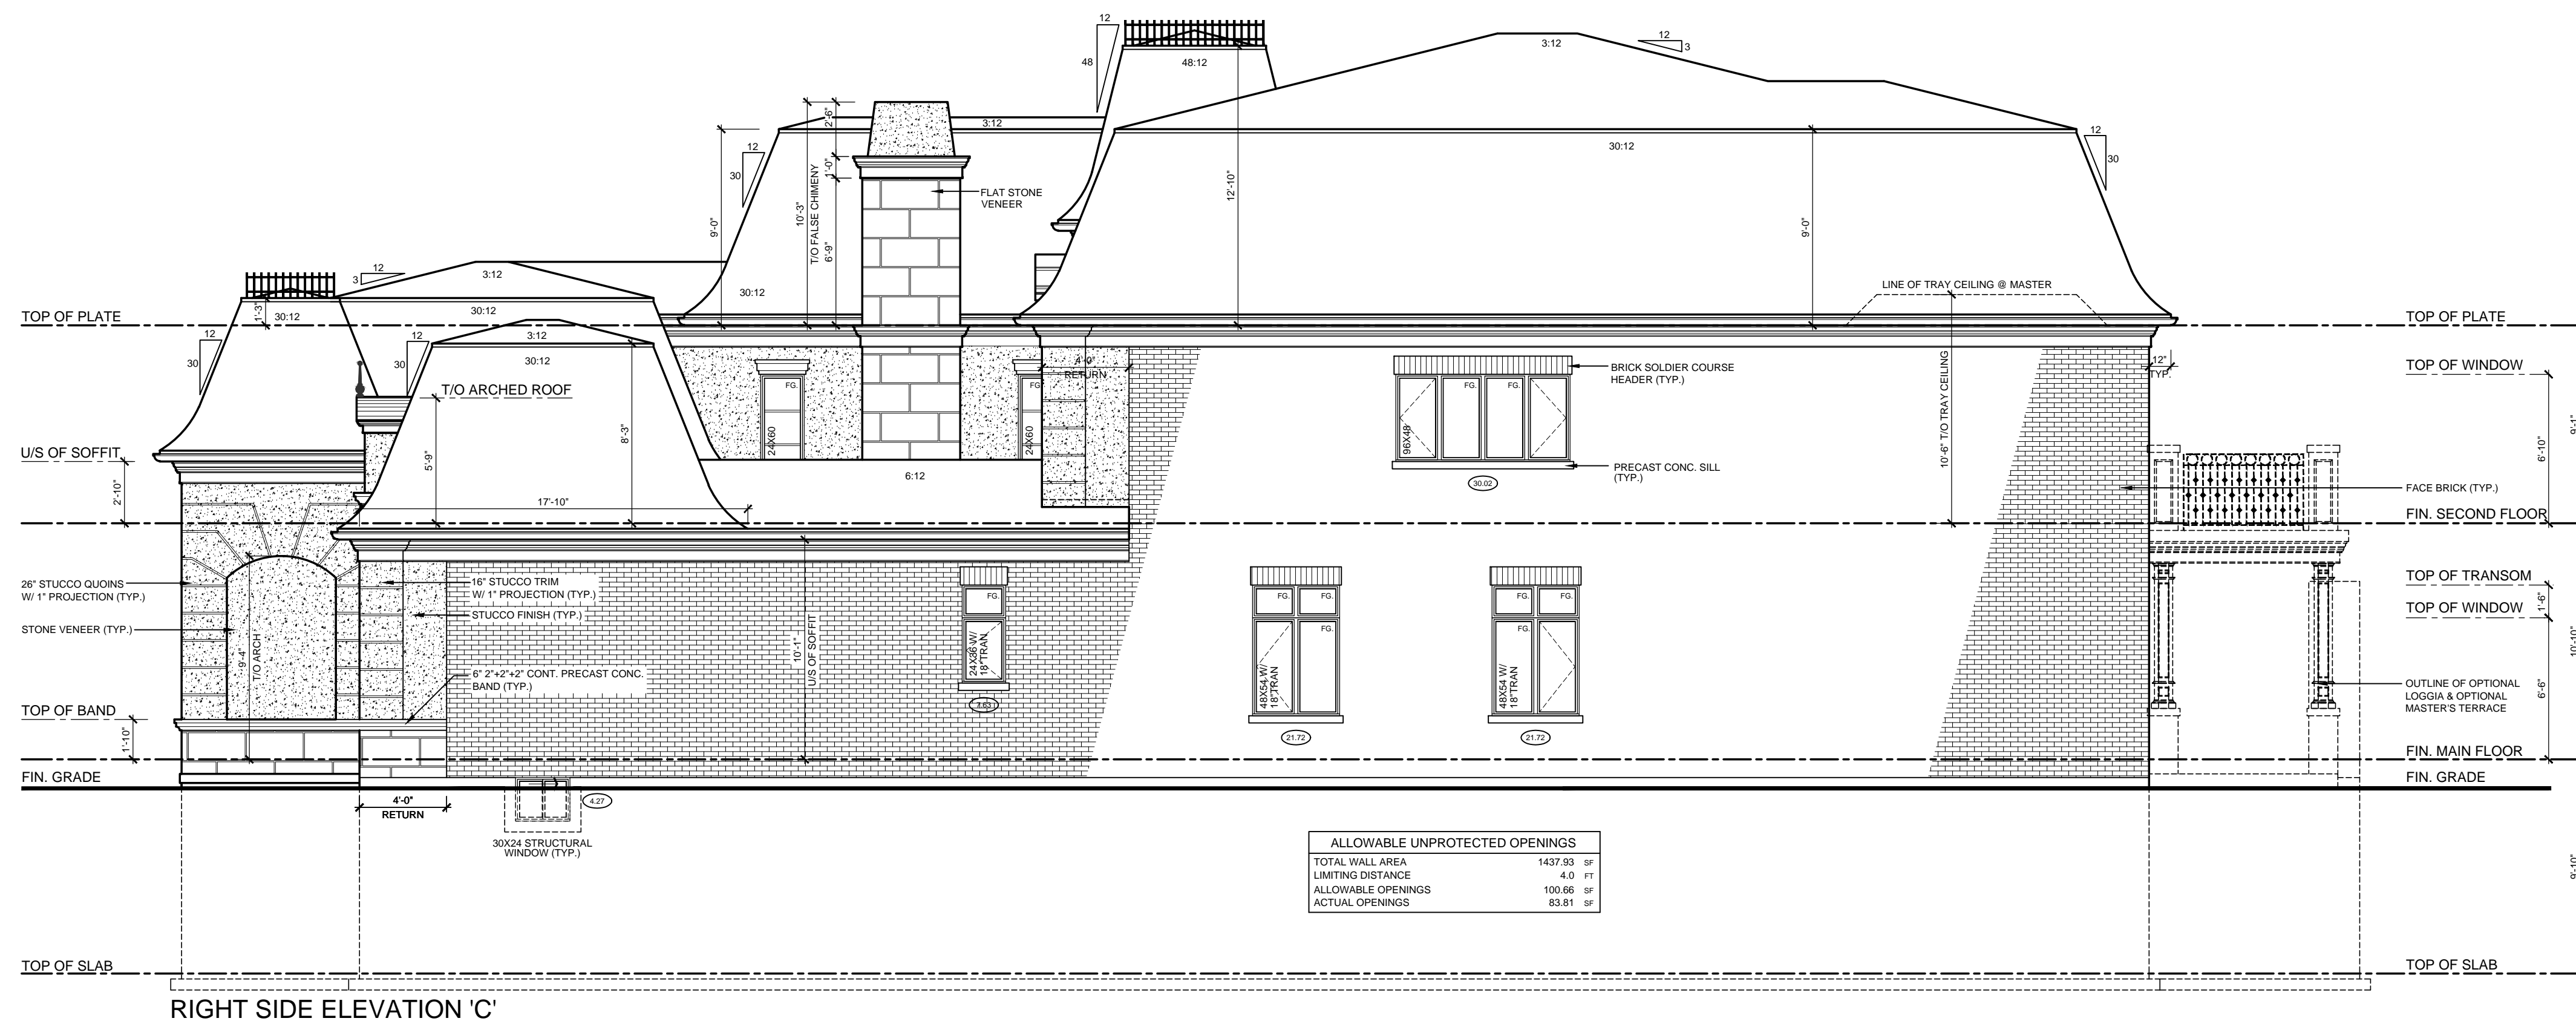 12
48
12
3
3:12
48:12
3:12
12
30
2'-6"
1'-0"
10'-3"
T/O FALSE CHIMENY
6'-9"
9'-0"
30:12
FLAT STONE
VENEER
12'-10"
30:12
9'-0"
12
30
12
3
3:12
30:12
30:12
1'-3"
LINE OF TRAY CEILING @ MASTER
TOP OF PLATE
TOP OF PLATE
12
30
12
30
3:12
30:12
T/O ARCHED ROOF
8'-3"
5'-9"
17'-10"
FG.
24X60
FG.
24X60
4'-0"
RETURN
6:12
FG.
FG.
96X48
30.02
BRICK SOLDIER COURSE
HEADER (TYP.)
PRECAST CONC. SILL
(TYP.)
10'-6" T/O TRAY CEILING
12"
TYP.
TOP OF WINDOW
6'-10"
9'-1"
FACE BRICK (TYP.)
FIN. SECOND FLOOR
U/S OF SOFFIT
2'-10"
26" STUCCO QUOINS
W/ 1" PROJECTION (TYP.)
STONE VENEER (TYP.)
9'-4"
T/O ARCH
16" STUCCO TRIM
W/ 1" PROJECTION (TYP.)
STUCCO FINISH (TYP.)
6" 2"+2"+2" CONT. PRECAST CONC.
BAND (TYP.)
10'-1"
U/S OF SOFFIT
FG.
24X36 W/
18"TRAN
7.63
FG.
FG.
FG.
48X54 W/
18"TRAN
21.72
FG.
FG.
FG.
48X54 W/
18"TRAN
21.72
TOP OF TRANSOM
1'-6"
TOP OF WINDOW
10'-10"
6'-6"
OUTLINE OF OPTIONAL
LOGGIA & OPTIONAL
MASTER'S TERRACE
TOP OF BAND
1'-10"
FIN. MAIN FLOOR
FIN. GRADE
FIN. GRADE
4'-0"
RETURN
4.27
30X24 STRUCTURAL
WINDOW (TYP.)
ALLOWABLE UNPROTECTED OPENINGS
TOTAL WALL AREA 1437.93 SF
LIMITING DISTANCE 4.0 FT
ALLOWABLE OPENINGS 100.66 SF
ACTUAL OPENINGS 83.81 SF
9'-10"
TOP OF SLAB
TOP OF SLAB
RIGHT SIDE ELEVATION 'C'